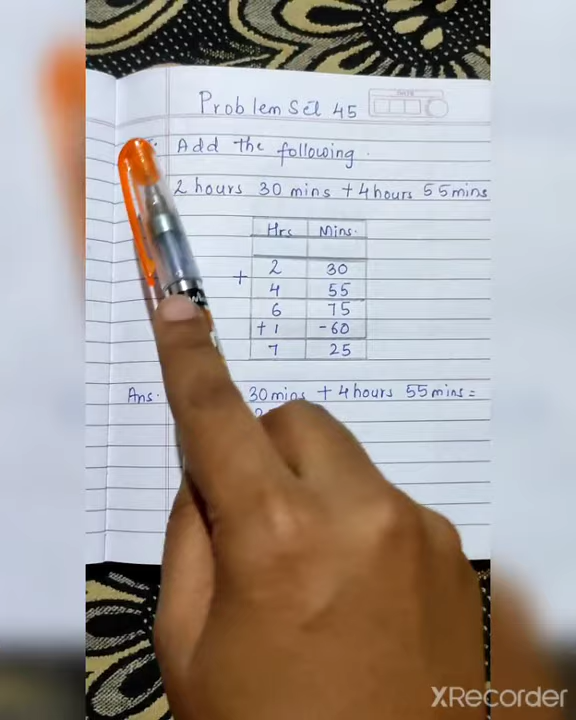 Problem Set 45
Add the following.
2 hours 30 mins + 4 hours 55 mins
Hrs Mins.
2 30
+ 4 55
6 75
+1 -60
7 25
Ans. 30 mins + 4 hours 55 mins =
XRecorder